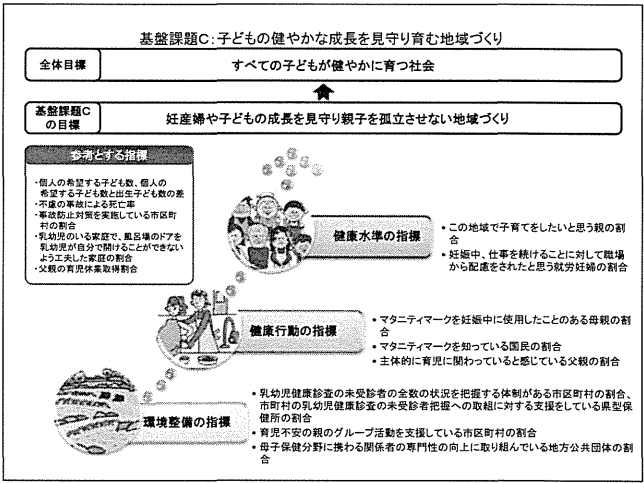 基盤課題C:子どもの健やかな成長を見守り育む地域づくり
全体目標
すべての子どもが健やかに育つ社会
基盤課題C
の目標
妊産婦や子どもの成長を見守り親子を孤立させない地域づくり
参考とする指標
・個人の希望する子ども数、個人の
希望する子ども数と出生子ども数の差
・不慮の事故による死亡率
・事故防止対策を実施している市区町
村の割合
・乳幼児のいる家庭で、風呂場のドアを
乳幼児が自分で開けることができない
よう工夫した家庭の割合
・父親の育児休業取得割合
健康水準の指標
• この地域で子育てをしたいと思う親の割
合
• 妊娠中、仕事を続けることに対して職場
から配慮をされたと思う就労妊婦の割合
健康行動の指標
• マタニティマークを妊娠中に使用したことのある母親の割
合
• マタニティマークを知っている国民の割合
• 主体的に育児に関わっていると感じている父親の割合
環境整備の指標
• 乳幼児健康診査の未受診者の全数の状況を把握する体制がある市区町村の割合、
市町村の乳幼児健康診査の未受診者把握への取組に対する支援をしている県型保
健所の割合
• 育児不安の親のグループ活動を支援している市区町村の割合
• 母子保健分野に携わる関係者の専門性の向上に取り組んでいる地方公共団体の割
合